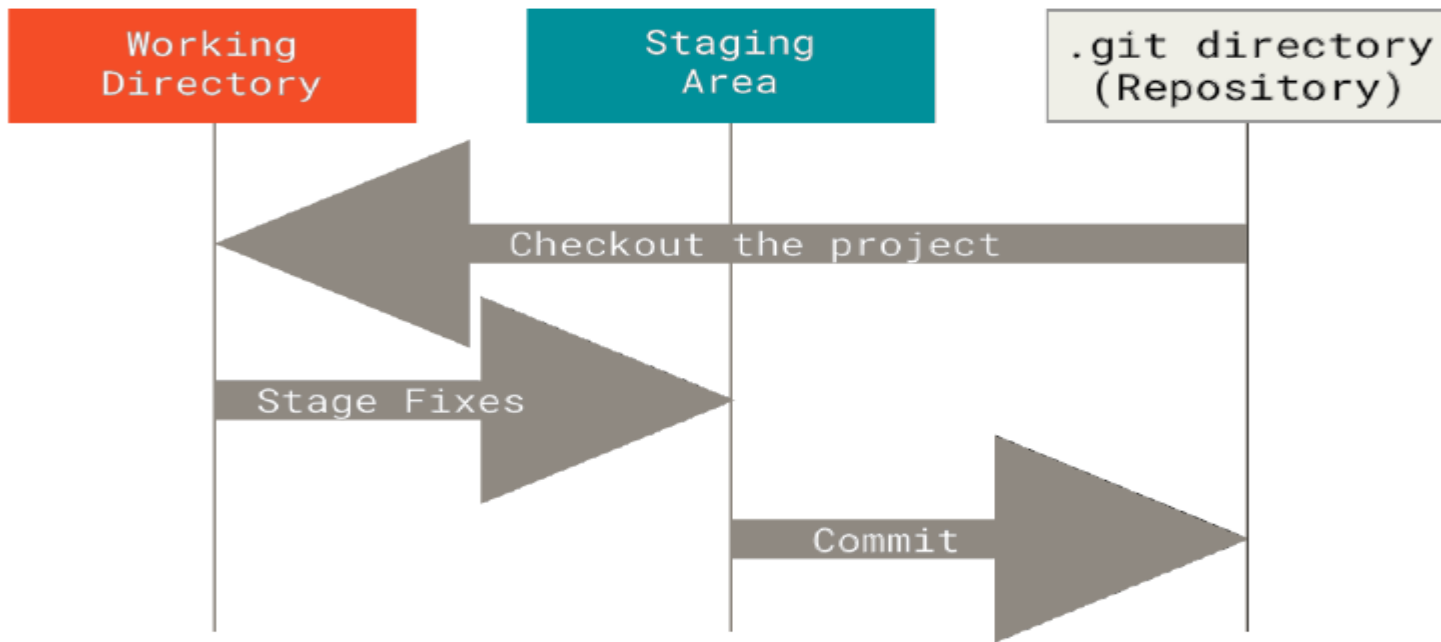 Working
Directory
Staging
Area
.git directory
(Repository)
Checkout the project
Stage Fixes
Commit